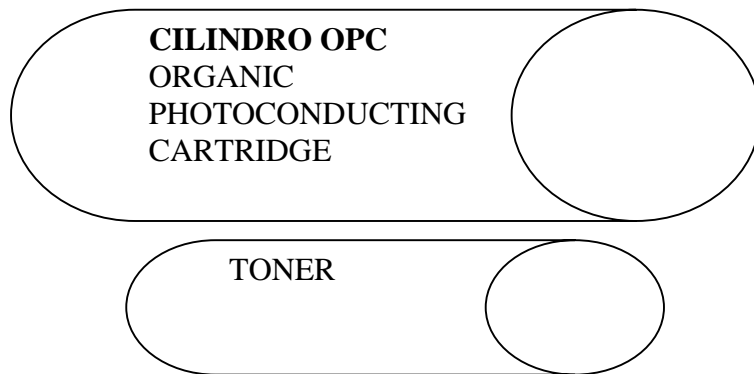 CILINDRO OPC
ORGANIC
PHOTOCONDUCTING
CARTRIDGE
TONER